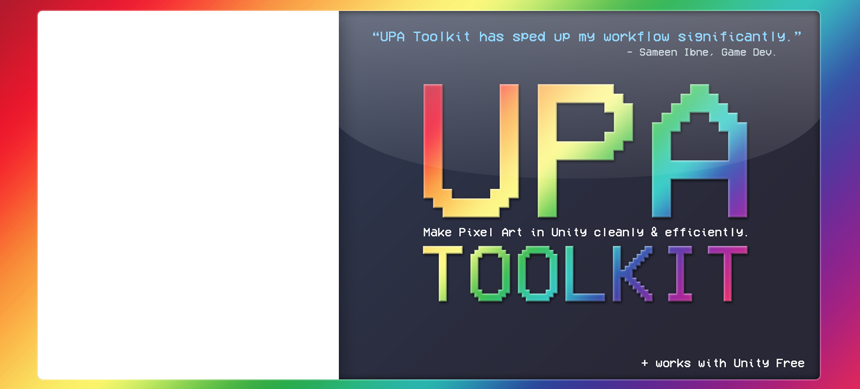 “UPA Toolkit has sped up my workflow significantly.”
- Sameen Ibne, Game Dev.
UPA
Make Pixel Art in Unity cleanly & efficiently.
TOOLKIT
+ works with Unity Free